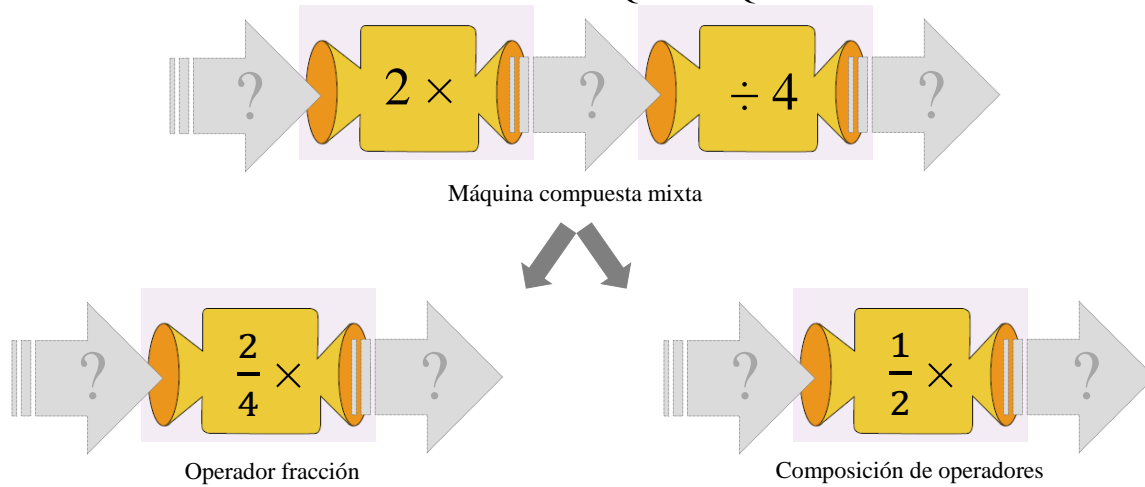 ? 2 × ? ÷ 4
Máquina compuesta mixta
? 2/4 × ? ? 1/2 × ?
Operador fracción Composición de operadores